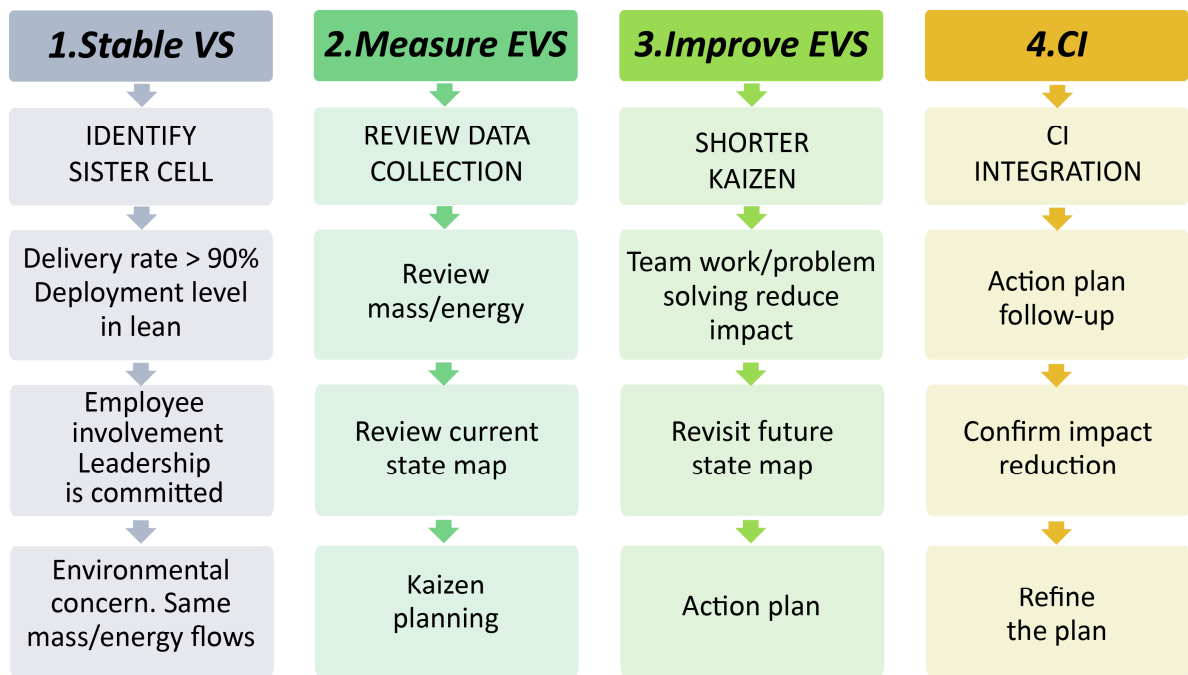 1.Stable VS
IDENTIFY
SISTER CELL
Delivery rate > 90%
Deployment level
in lean
Employee
involvement
Leadership
is committed
Environmental
concern. Same
mass/energy flows
2.Measure EVS
REVIEW DATA
COLLECTION
Review
mass/energy
Review current
state map
Kaizen
planning
3.Improve EVS
SHORTER
KAIZEN
Team work/problem
solving reduce
impact
Revisit future
state map
Action plan
4.CI
CI
INTEGRATION
Action plan
follow-up
Confirm impact
reduction
Refine
the plan